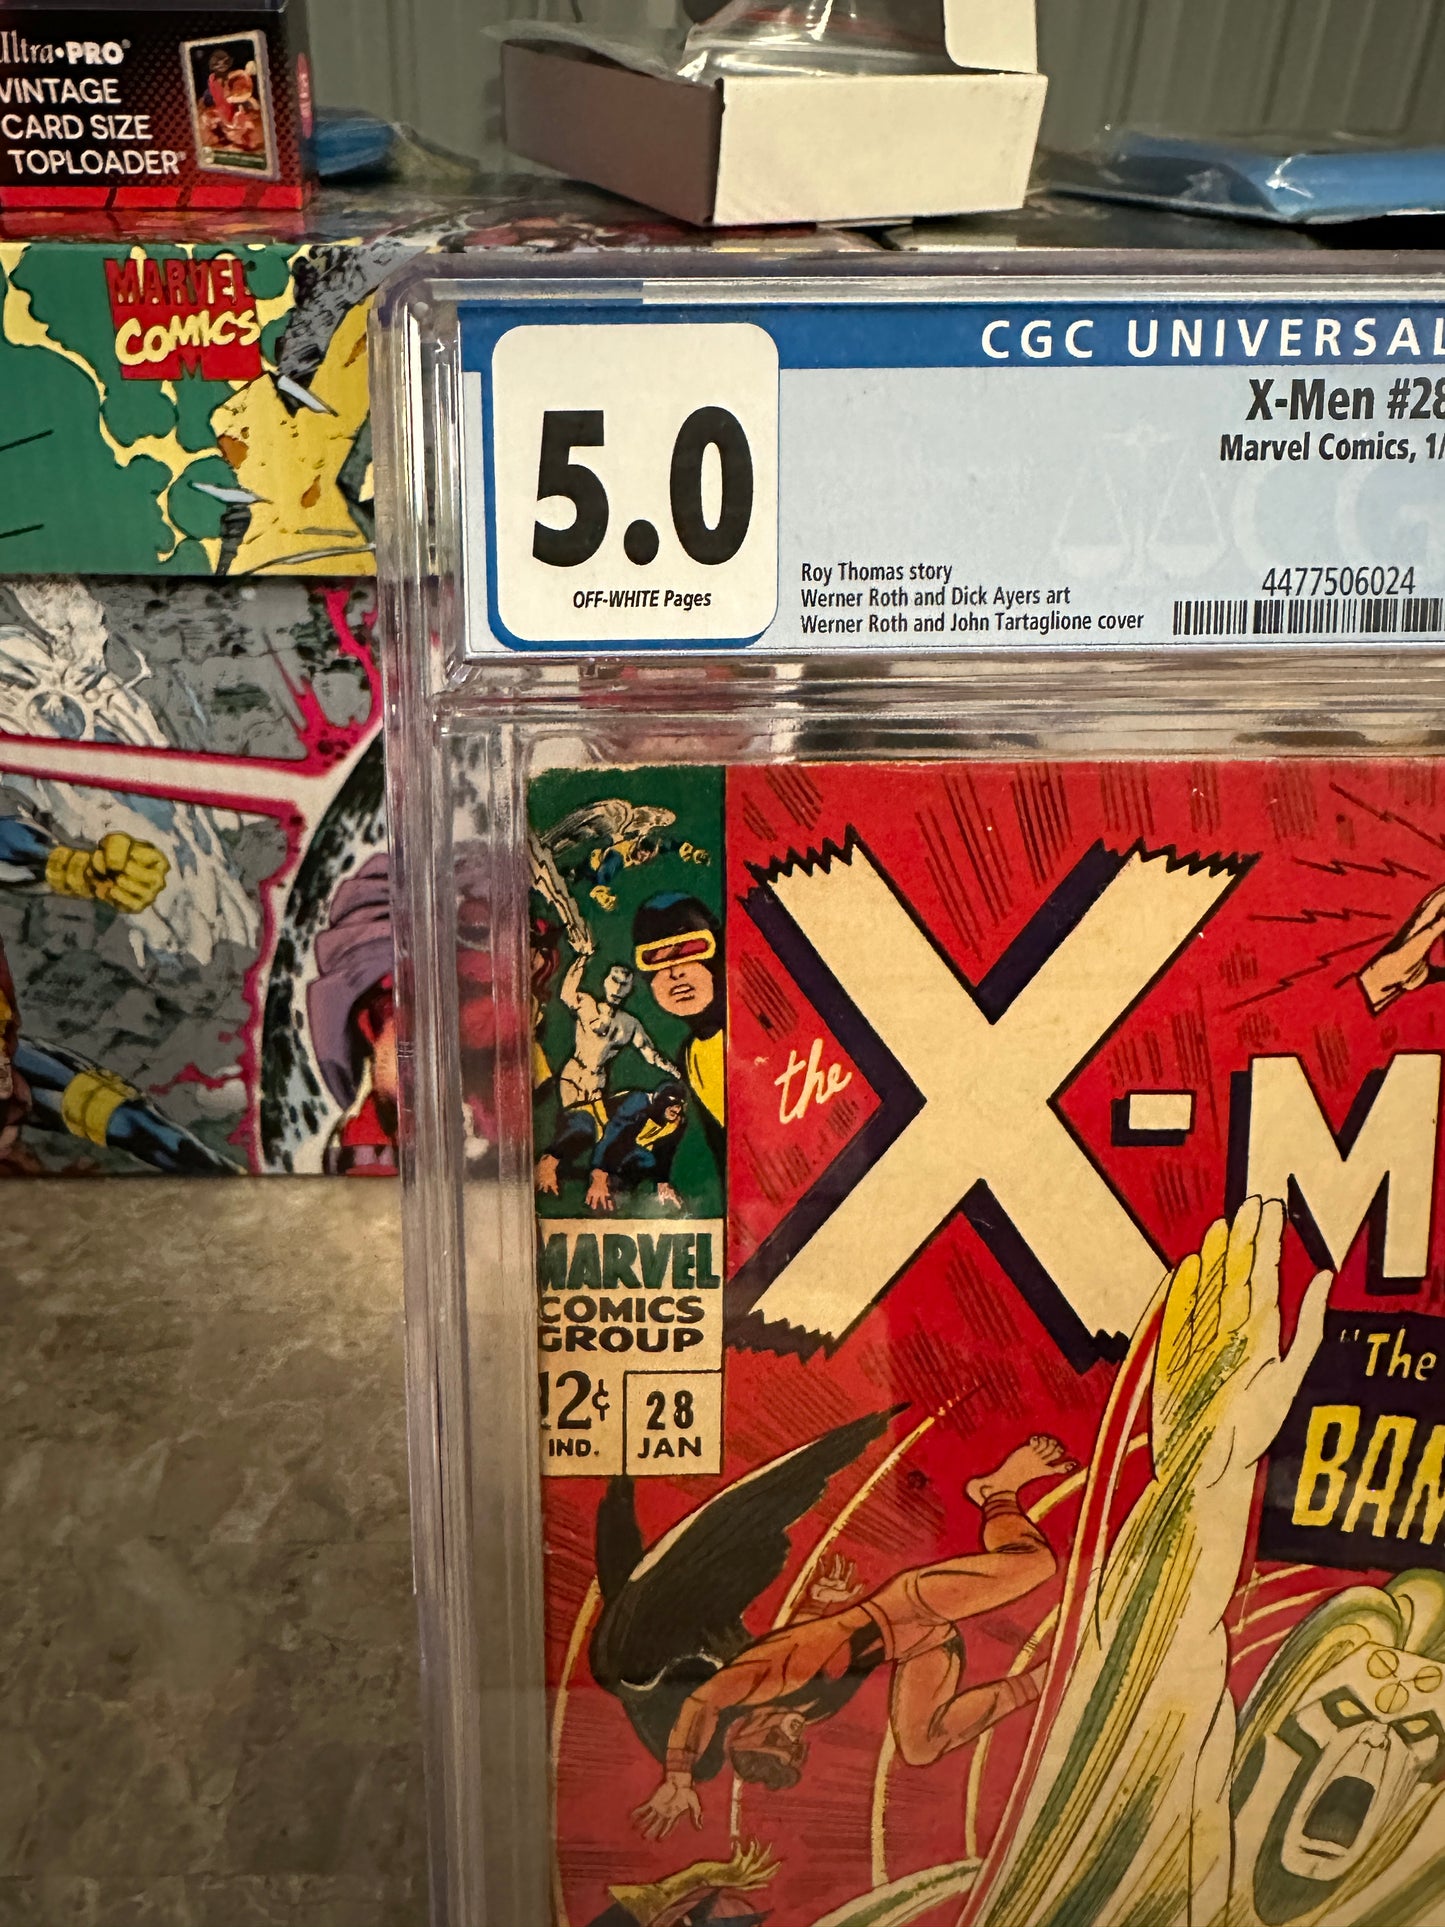 Ultra•PRO®
VINTAGE
CARD SIZE
TOPLOADER®
MARVEL
COMICS
CGC UNIVERSAL
5.0
X-Men #28
Marvel Comics, 1/
OFF-WHITE Pages
Roy Thomas story
Werner Roth and Dick Ayers art
Werner Roth and John Tartaglione cover
4477506024
the X-M
MARVEL
COMICS
GROUP
12¢
IND.
28
JAN
"The
BAN